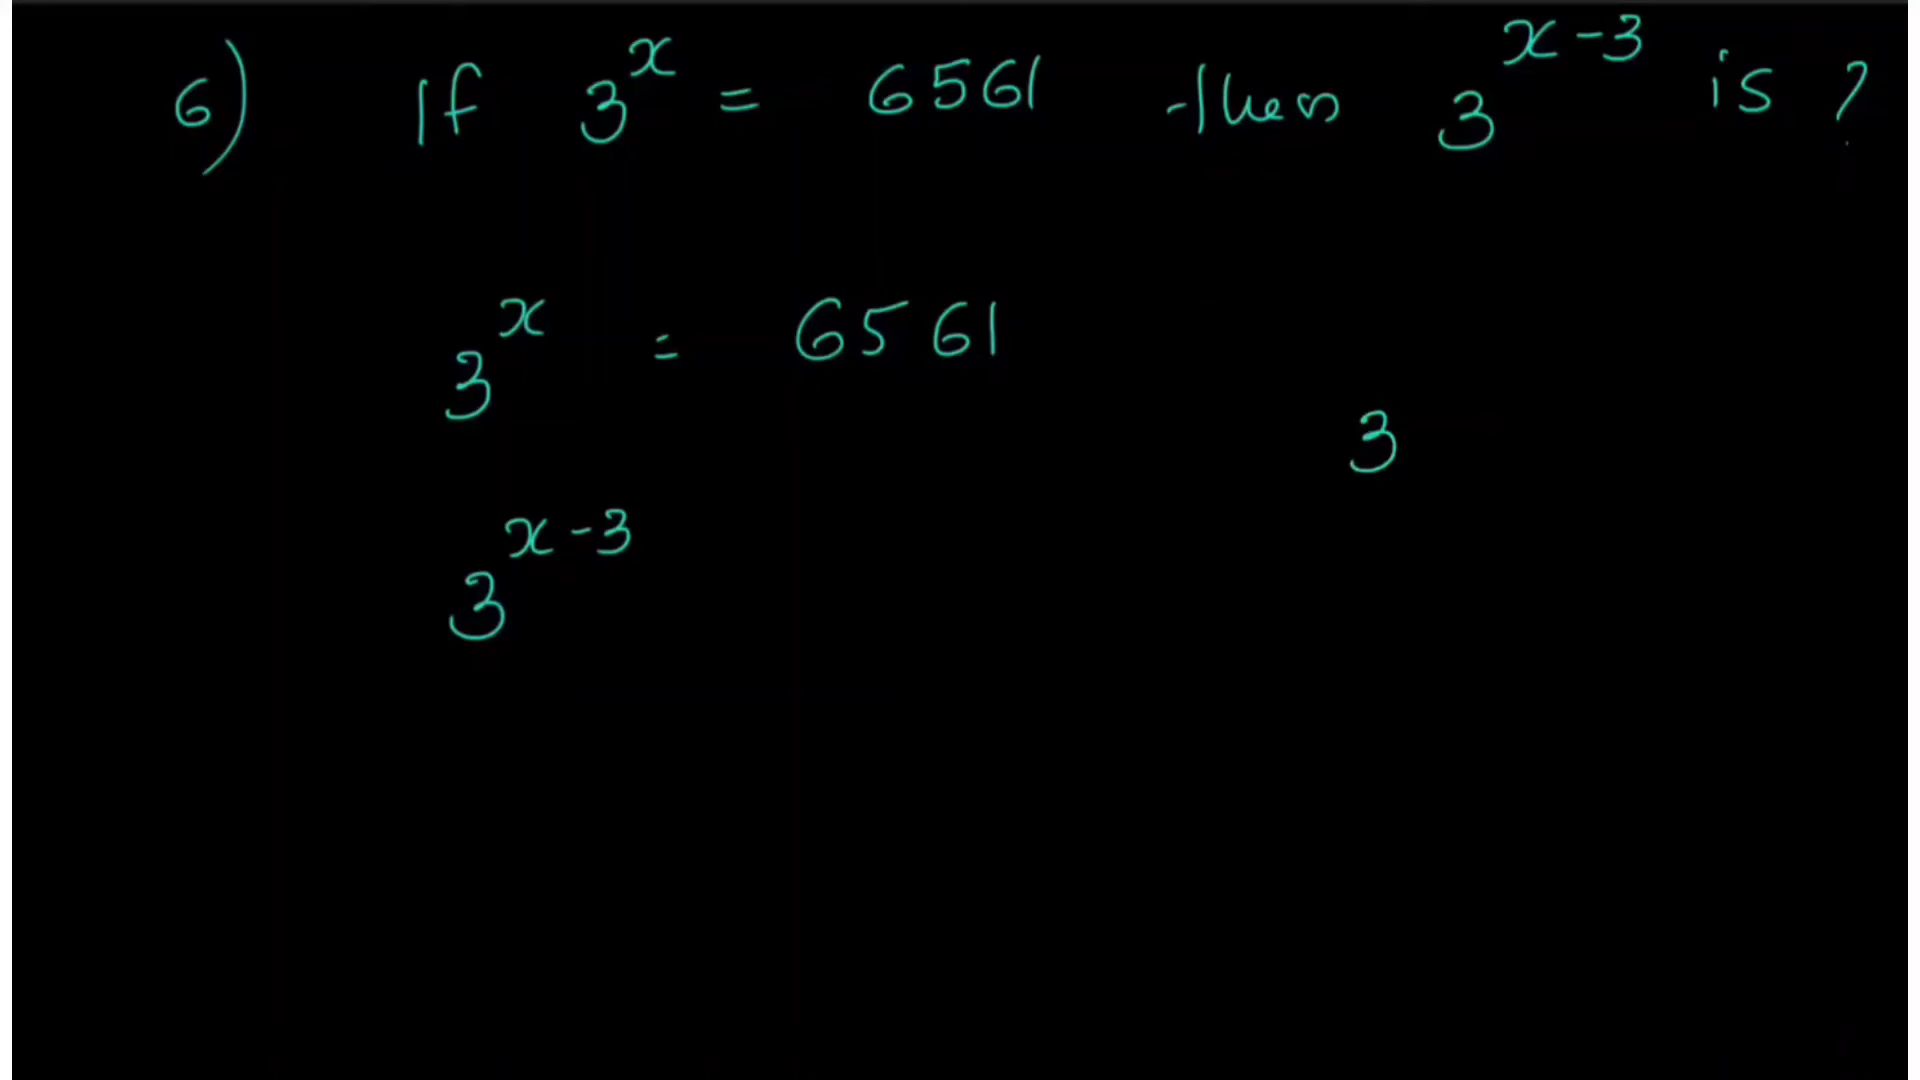 6) If 3^x = 6561 then 3^(x-3) is ?
3^x = 6561
3
3^(x-3)